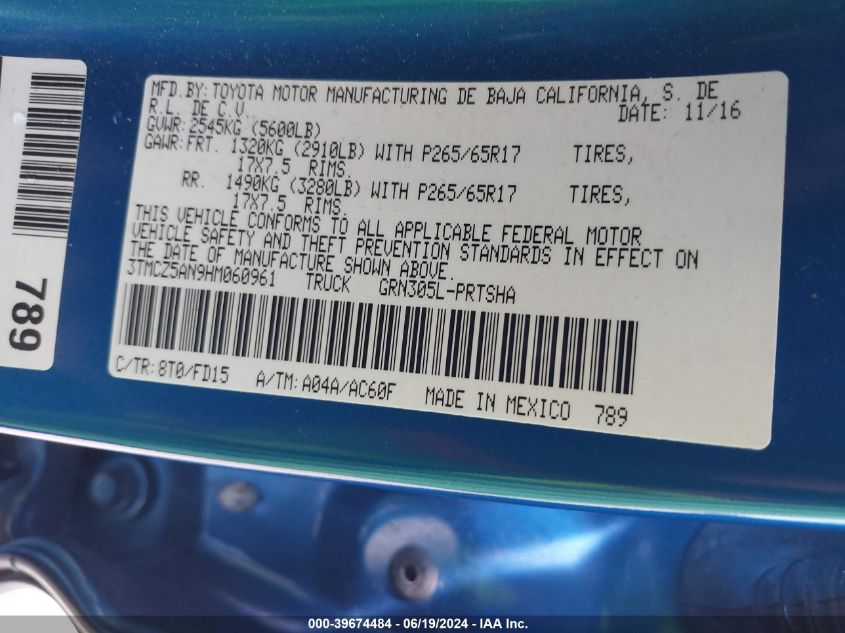 MFD.BY:TOYOTA MOTOR MANUFACTURING DE BAJA CALIFORNIA, S. DE
R.L. DE C.V. DATE: 11/16
GVWR:2545KG (5600LB)
GAWR:FRT. 1320KG (2910LB) WITH P265/65R17 TIRES,
17X7.5 RIMS.
RR. 1490KG (3280LB) WITH P265/65R17 TIRES,
17X7.5 RIMS.
THIS VEHICLE CONFORMS TO ALL APPLICABLE FEDERAL MOTOR
VEHICLE SAFETY AND THEFT PREVENTION STANDARDS IN EFFECT ON
THE DATE OF MANUFACTURE SHOWN ABOVE.
3TMCZ5AN9HM060961 TRUCK GRN305L-PRTSHA
C/TR:8T0/FD15 A/TM:A04A/AC60F MADE IN MEXICO 789
789
000-39674484 - 06/19/2024 - IAA Inc.